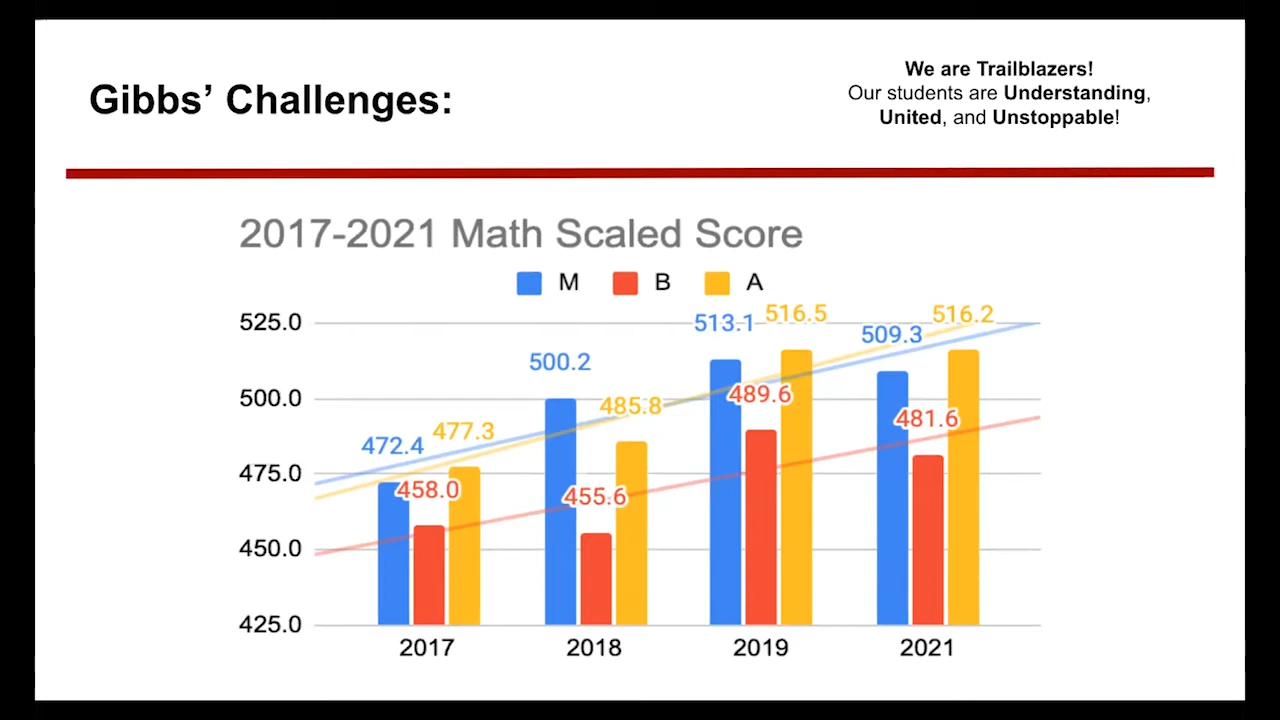 Gibbs’ Challenges:
We are Trailblazers!
Our students are Understanding,
United, and Unstoppable!
2017-2021 Math Scaled Score
M B A
525.0
500.0
475.0
450.0
425.0
472.4
458.0
477.3
500.2
455.6
485.8
513.1
489.6
516.5
509.3
481.6
516.2
2017 2018 2019 2021